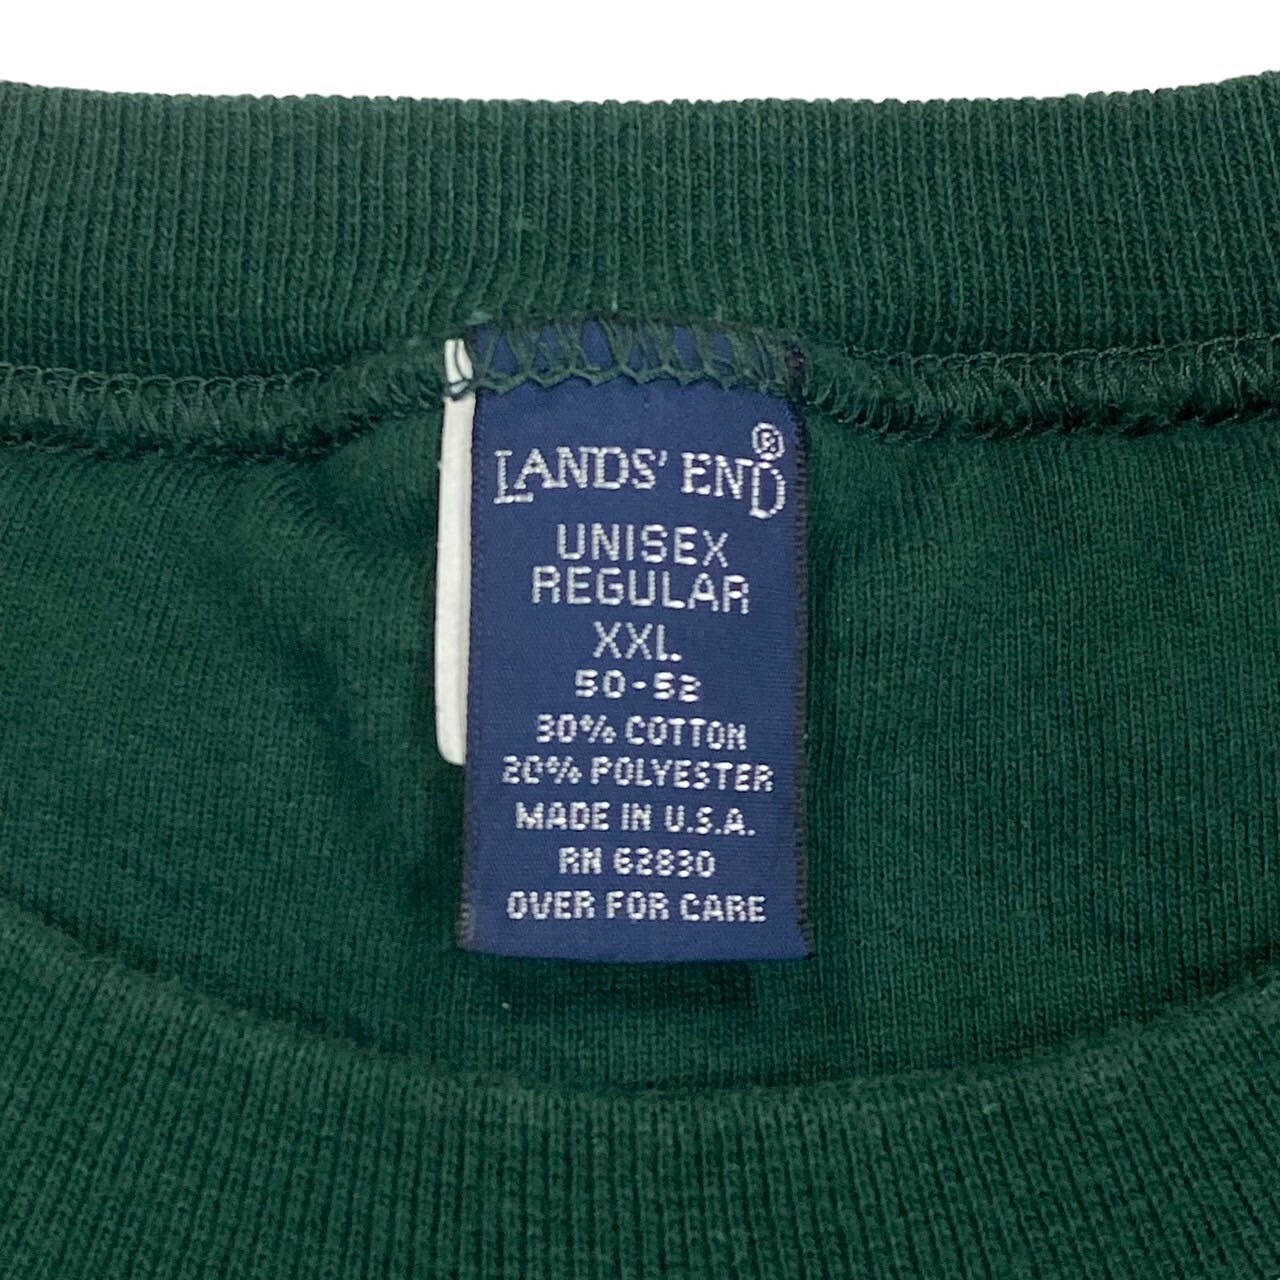 LANDS' END®
UNISEX
REGULAR
XXL
50-52
80% COTTON
20% POLYESTER
MADE IN U.S.A.
RN 62830
OVER FOR CARE